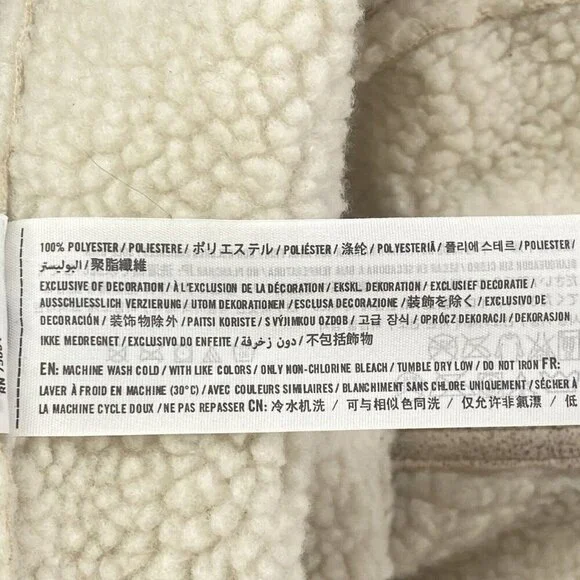 100% POLYESTER / POLIESTERE / ポリエステル / POLIÉSTER / 涤纶 / POLYESTERIÄ / 폴리에스테르 / POLIESTER /
البوليستر / 聚脂纖維
EXCLUSIVE OF DECORATION / À L'EXCLUSION DE LA DÉCORATION / EKSKL. DEKORATION / EXCLUSIEF DECORATIE /
AUSSCHLIESSLICH VERZIERUNG / UTOM DEKORATIONEN / ESCLUSA DECORAZIONE / 装飾を除く / EXCLUSIVO DE
DECORACIÓN / 装饰物除外 / PAITSI KORISTE / S VÝJIMKOU OZDOB / 고급 장식 / OPRÓCZ DEKORACJI / DEKORASJON
IKKE MEDREGNET / EXCLUSIVO DO ENFEITE / دون زخرفة / 不包括飾物
EN: MACHINE WASH COLD / WITH LIKE COLORS / ONLY NON-CHLORINE BLEACH / TUMBLE DRY LOW / DO NOT IRON FR:
LAVER À FROID EN MACHINE (30°C) / AVEC COULEURS SIMILAIRES / BLANCHIMENT SANS CHLORE UNIQUEMENT / SÉCHER À
LA MACHINE CYCLE DOUX / NE PAS REPASSER CN: 冷水机洗 / 可与相似色同洗 / 仅允许非氯漂 / 低